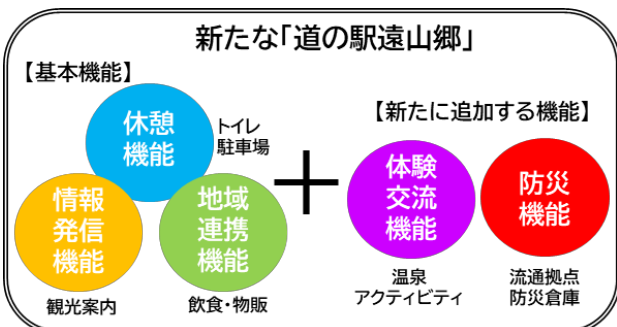 新たな「道の駅遠山郷」
【基本機能】
休憩
機能
トイレ
駐車場
情報
発信
機能
観光案内
地域
連携
機能
飲食・物販
＋
【新たに追加する機能】
体験
交流
機能
温泉
アクティビティ
防災
機能
流通拠点
防災倉庫